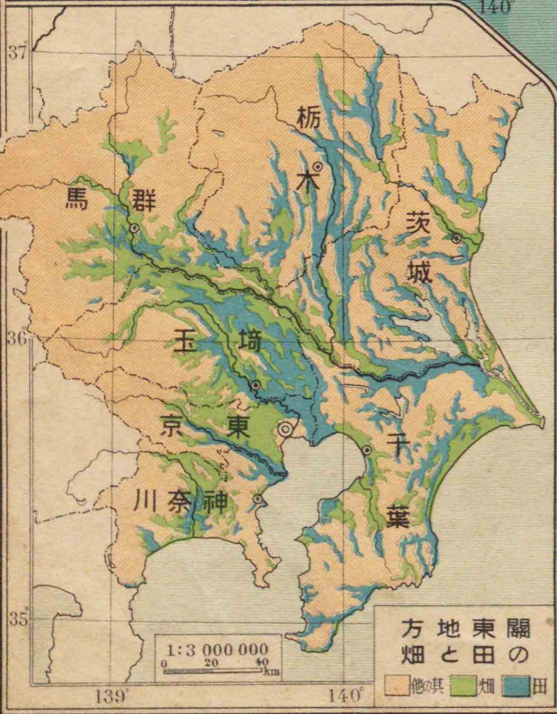 140°
37°
栃木
群馬
茨城
36°
埼玉
東京
千葉
神奈川
35°
關東地方
の田と畑
田 畑 其の他
1:3 000 000
0 20 40
km
139° 140°